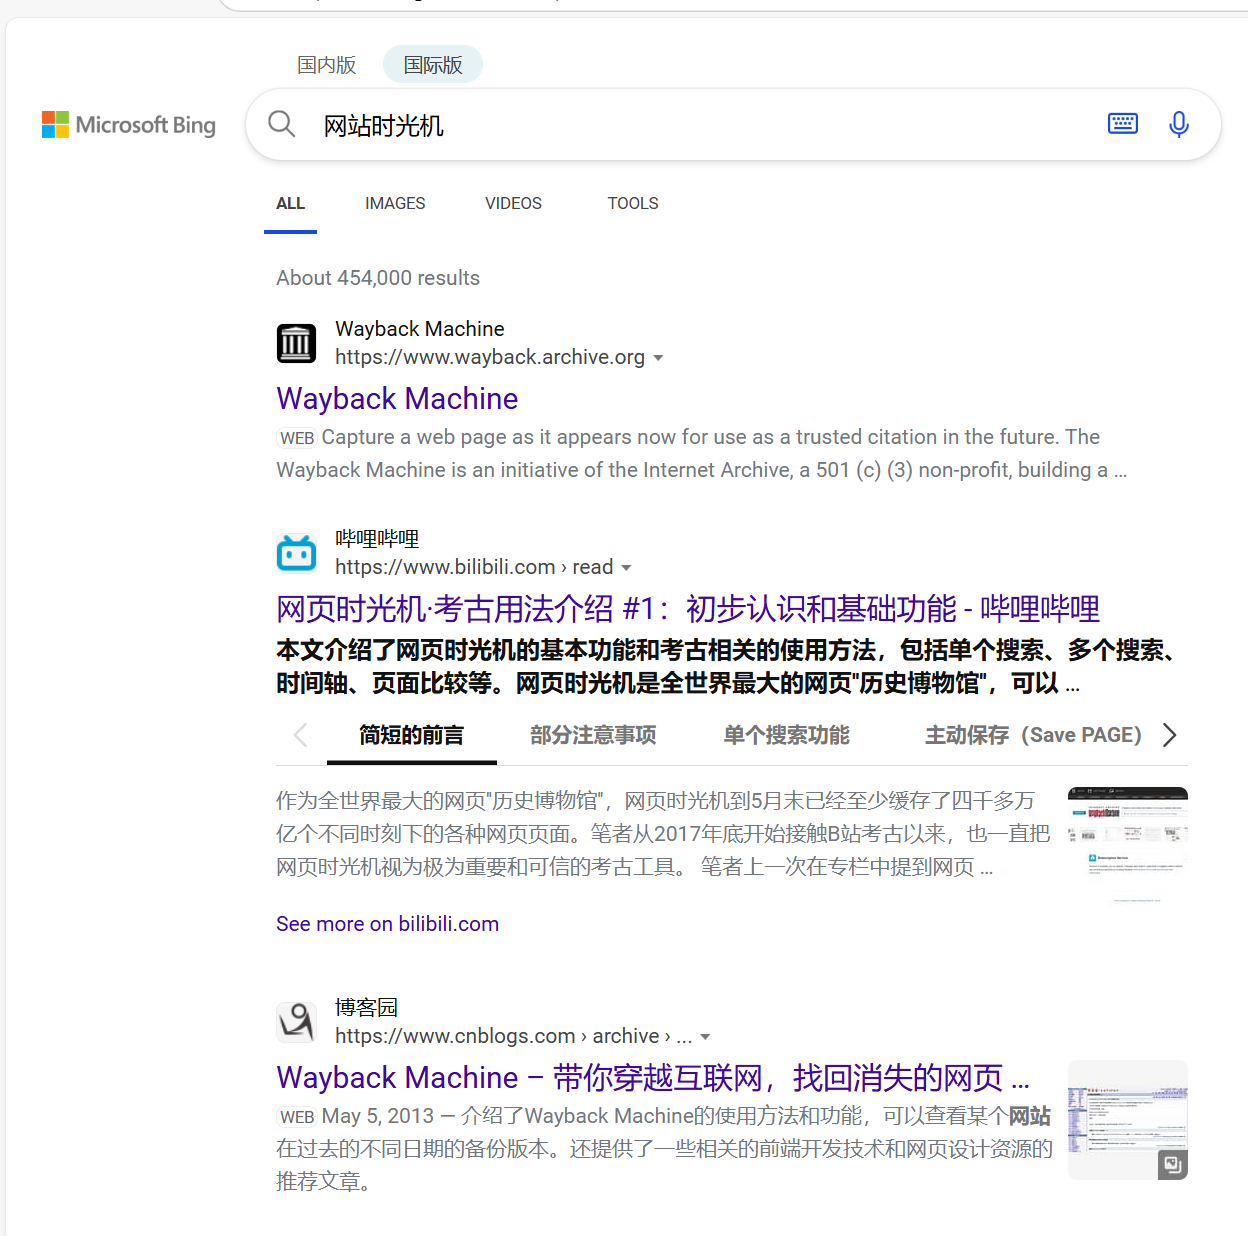 国内版 国际版
Microsoft Bing
网站时光机
ALL IMAGES VIDEOS TOOLS
About 454,000 results
Wayback Machine
https://www.wayback.archive.org
Wayback Machine
WEB Capture a web page as it appears now for use as a trusted citation in the future. The
Wayback Machine is an initiative of the Internet Archive, a 501 (c) (3) non-profit, building a ...
哔哩哔哩
https://www.bilibili.com › read
网页时光机·考古用法介绍 #1：初步认识和基础功能 - 哔哩哔哩
本文介绍了网页时光机的基本功能和考古相关的使用方法，包括单个搜索、多个搜索、
时间轴、页面比较等。网页时光机是全世界最大的网页"历史博物馆"，可以 ...
简短的前言 部分注意事项 单个搜索功能 主动保存（Save PAGE）
作为全世界最大的网页"历史博物馆"，网页时光机到5月末已经至少缓存了四千多万
亿个不同时刻下的各种网页页面。笔者从2017年底开始接触B站考古以来，也一直把
网页时光机视为极为重要和可信的考古工具。 笔者上一次在专栏中提到网页 ...
See more on bilibili.com
博客园
https://www.cnblogs.com › archive › ...
Wayback Machine – 带你穿越互联网，找回消失的网页 ...
WEB May 5, 2013 — 介绍了Wayback Machine的使用方法和功能，可以查看某个网站
在过去的不同日期的备份版本。还提供了一些相关的前端开发技术和网页设计资源的
推荐文章。